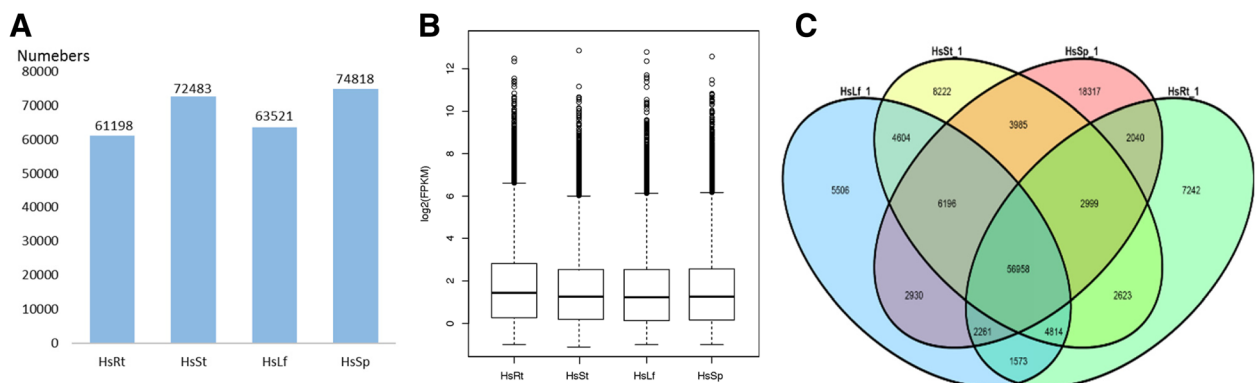 A
Numebers
80000
70000
60000
50000
40000
30000
20000
10000
0
61198
72483
63521
74818
HsRt HsSt HsLf HsSp
B
log2(FPKM)
12
10
8
6
4
2
0
HsRt HsSt HsLf HsSp
C
HsSt_1 HsSp_1
HsLf_1 HsRt_1
8222 18317
4604 3985 2040
5506 6196 2999 7242
56958
2930 2623
2261 4814
1573